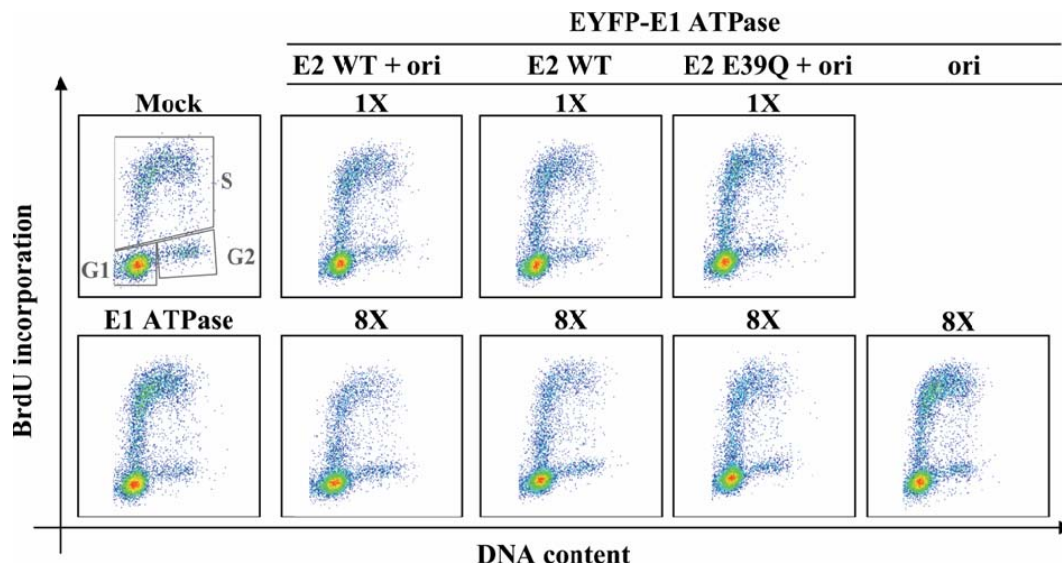 EYFP-E1 ATPase
E2 WT + ori E2 WT E2 E39Q + ori ori
Mock 1X 1X 1X
S
G1 G2
E1 ATPase 8X 8X 8X 8X
BrdU incorporation
DNA content